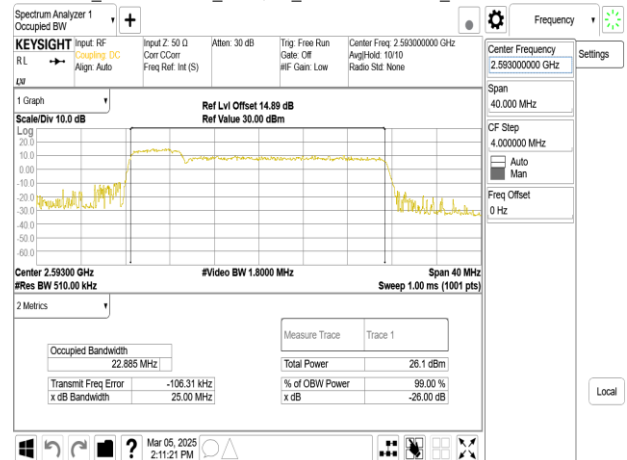 Spectrum Analyzer 1
Occupied BW
Frequency
KEYSIGHT
RL
LXI
Input: RF
Coupling: DC
Align: Auto
Input Z: 50 Ω
Corr CCorr
Freq Ref: Int (S)
Atten: 30 dB
Trig: Free Run
Gate: Off
#IF Gain: Low
Center Freq: 2.593000000 GHz
Avg|Hold: 10/10
Radio Std: None
Center Frequency
2.593000000 GHz
Settings
Span
40.000 MHz
CF Step
4.000000 MHz
Auto
Man
Freq Offset
0 Hz
Local
1 Graph
Scale/Div 10.0 dB
Ref Lvl Offset 14.89 dB
Ref Value 30.00 dBm
Log
20.0
10.0
0.00
-10.0
-20.0
-30.0
-40.0
-50.0
-60.0
Center 2.59300 GHz
#Video BW 1.8000 MHz
Span 40 MHz
#Res BW 510.00 kHz
Sweep 1.00 ms (1001 pts)
2 Metrics
Measure Trace
Trace 1
Occupied Bandwidth
22.885 MHz
Total Power
26.1 dBm
Transmit Freq Error
-106.31 kHz
% of OBW Power
99.00 %
x dB Bandwidth
25.00 MHz
x dB
-26.00 dB
?
Mar 05, 2025
2:11:21 PM